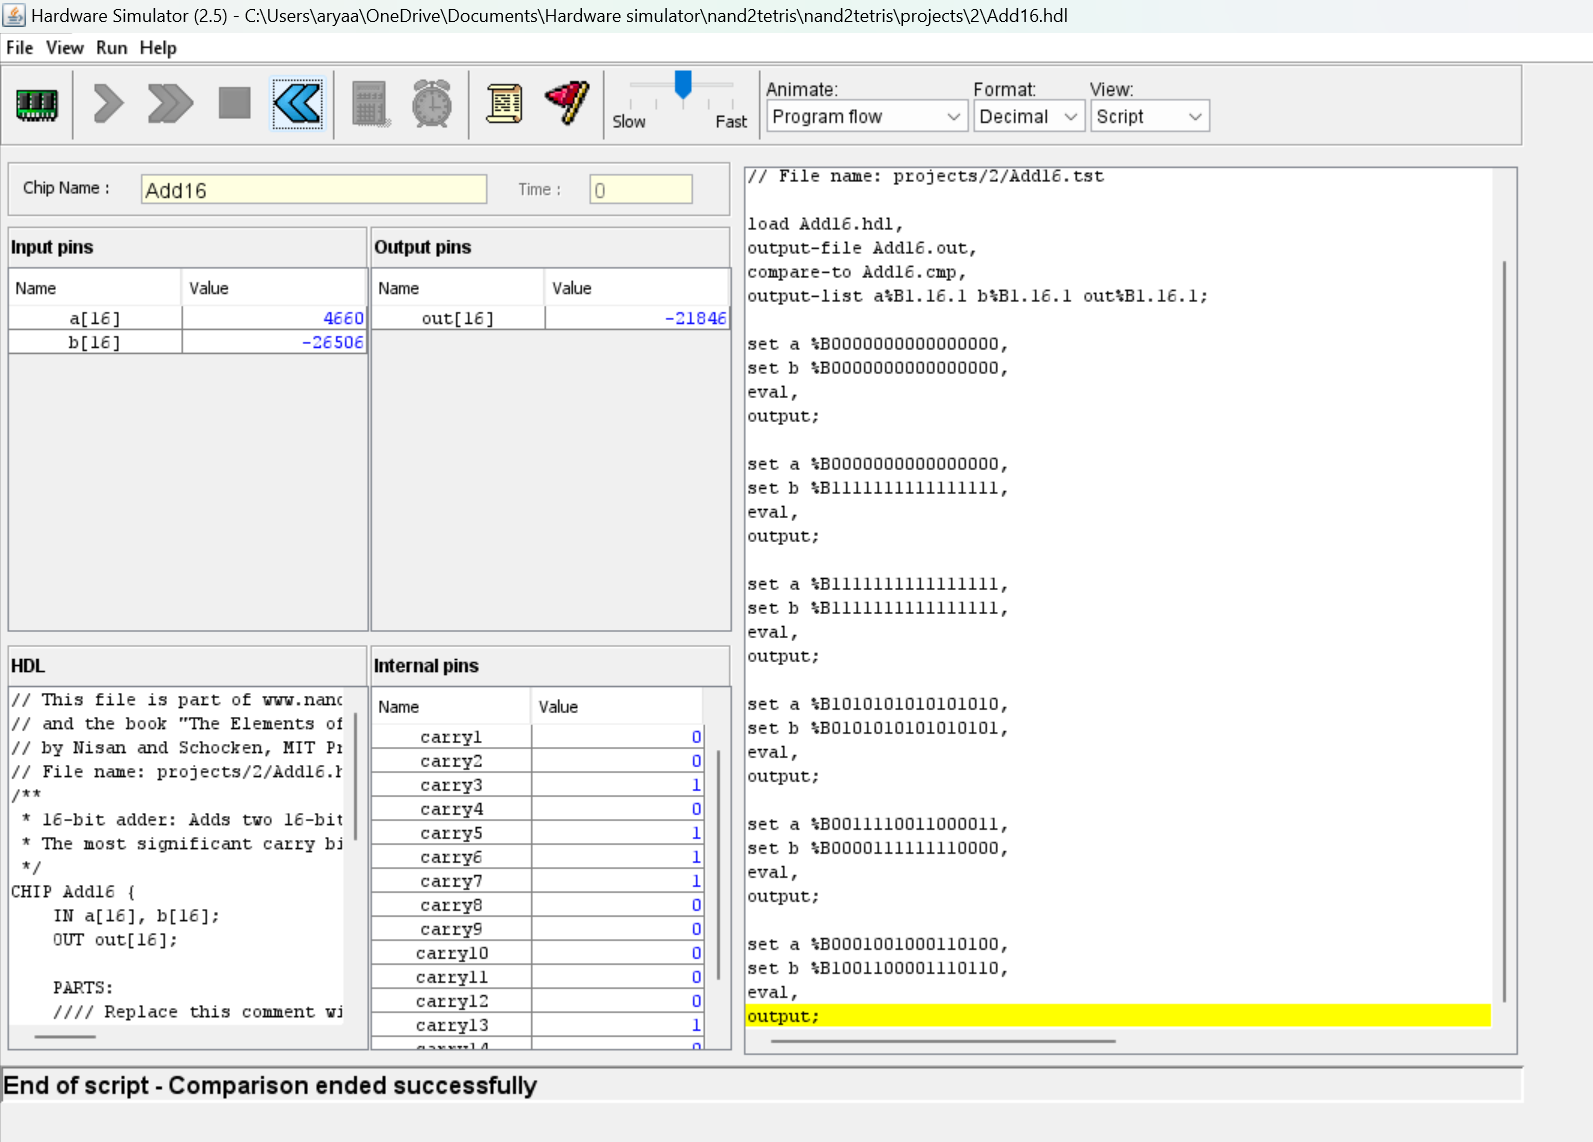 Hardware Simulator (2.5) - C:\Users\aryaa\OneDrive\Documents\Hardware simulator\nand2tetris\nand2tetris\projects\2\Add16.hdl
File View Run Help
Slow Fast
Animate: Format: View:
Program flow Decimal Script
Chip Name : Add16 Time : 0
Input pins
Name Value
a[16] 4660
b[16] -26506
Output pins
Name Value
out[16] -21846
HDL
// This file is part of www.nand
// and the book "The Elements of
// by Nisan and Schocken, MIT Pr
// File name: projects/2/Add16.h
/**
* 16-bit adder: Adds two 16-bit
* The most significant carry bi
*/
CHIP Add16 {
IN a[16], b[16];
OUT out[16];
PARTS:
//// Replace this comment wi
Internal pins
Name Value
carry1 0
carry2 0
carry3 1
carry4 0
carry5 1
carry6 1
carry7 1
carry8 0
carry9 0
carry10 0
carry11 0
carry12 0
carry13 1
carry14 0
// File name: projects/2/Add16.tst
load Add16.hdl,
output-file Add16.out,
compare-to Add16.cmp,
output-list a%B1.16.1 b%B1.16.1 out%B1.16.1;
set a %B0000000000000000,
set b %B0000000000000000,
eval,
output;
set a %B0000000000000000,
set b %B1111111111111111,
eval,
output;
set a %B1111111111111111,
set b %B1111111111111111,
eval,
output;
set a %B1010101010101010,
set b %B0101010101010101,
eval,
output;
set a %B0011110011000011,
set b %B0000111111110000,
eval,
output;
set a %B0001001000110100,
set b %B1001100001110110,
eval,
output;
End of script - Comparison ended successfully